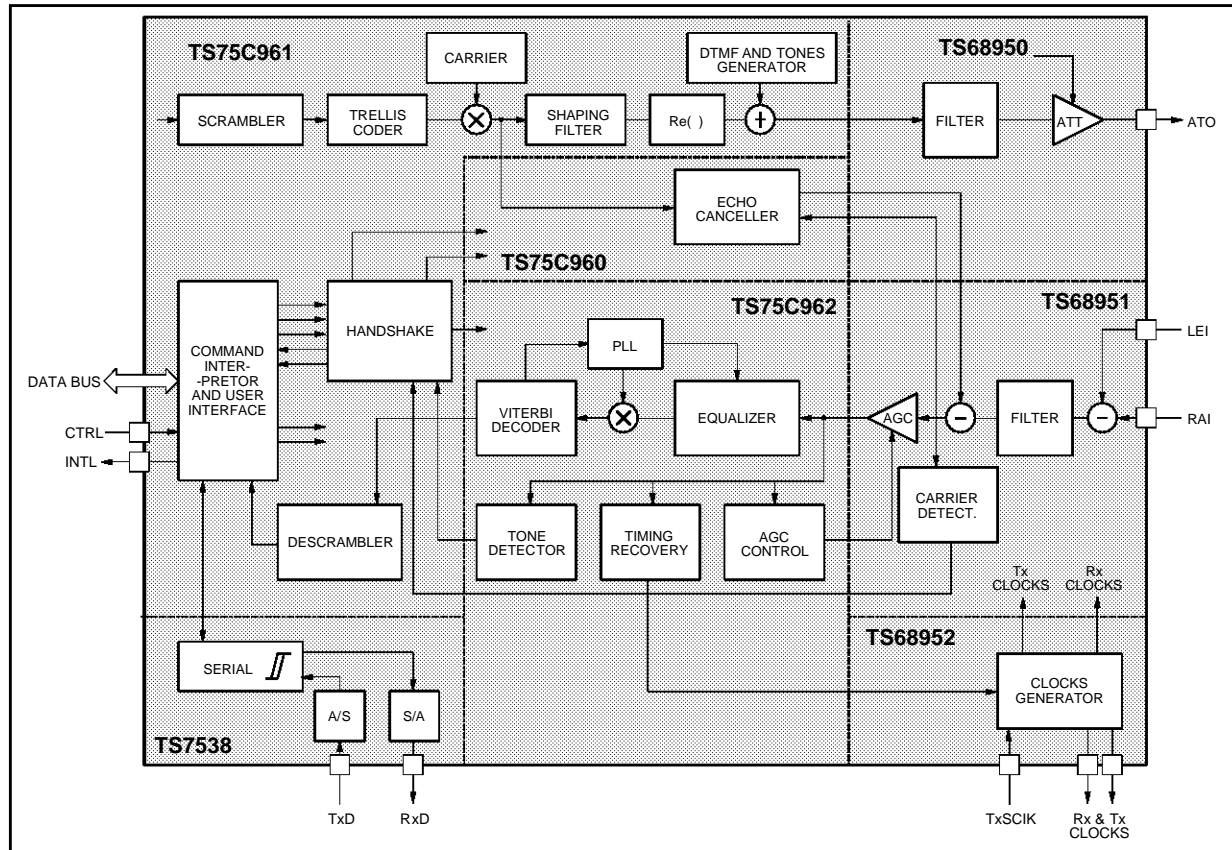 TS75C961
CARRIER
DTMF AND TONES
GENERATOR
TS68950
SCRAMBLER
TRELLIS
CODER
SHAPING
FILTER
Re( )
FILTER
ATT
ATO
ECHO
CANCELLER
TS75C960
TS75C962
TS68951
LEI
HANDSHAKE
PLL
COMMAND
INTER-
-PRETOR
AND USER
INTERFACE
DATA BUS
VITERBI
DECODER
EQUALIZER
AGC
FILTER
RAI
CTRL
INTL
DESCRAMBLER
TONE
DETECTOR
TIMING
RECOVERY
AGC
CONTROL
CARRIER
DETECT.
Tx
CLOCKS
Rx
CLOCKS
TS68952
SERIAL
CLOCKS
GENERATOR
A/S
S/A
TS7538
TxD
RxD
TxSClK
Rx & Tx
CLOCKS